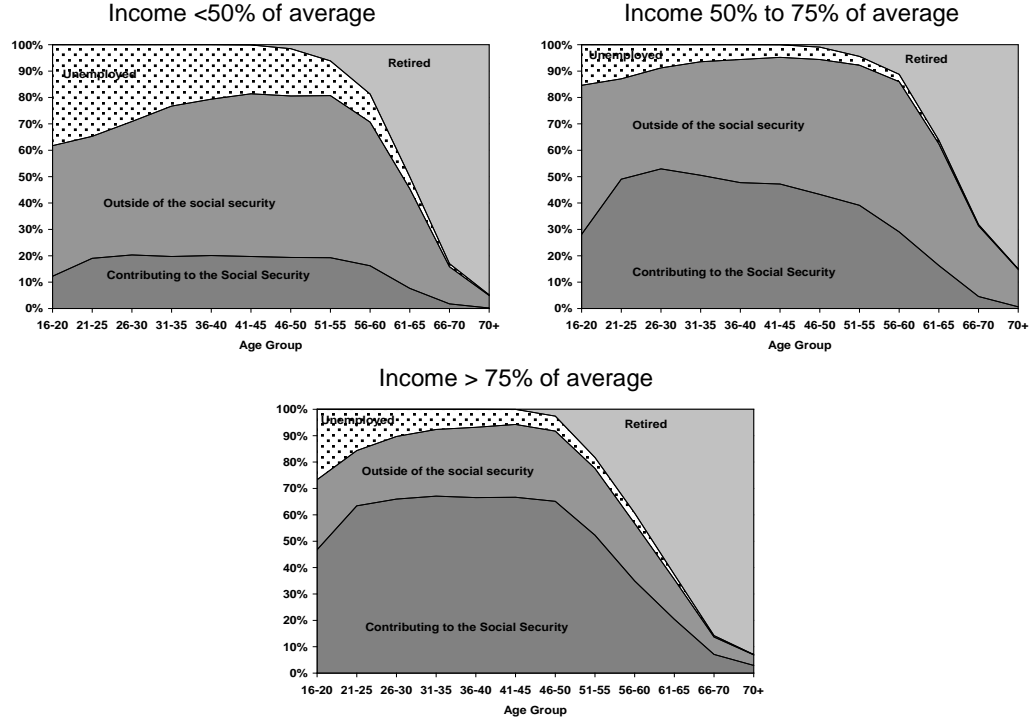 Income <50% of average
100%
90%
80%
70%
60%
50%
40%
30%
20%
10%
0%
Unemployed
Retired
Outside of the social security
Contributing to the Social Security
16-20 21-25 26-30 31-35 36-40 41-45 46-50 51-55 56-60 61-65 66-70 70+
Age Group
Income 50% to 75% of average
100%
90%
80%
70%
60%
50%
40%
30%
20%
10%
0%
Unemployed
Retired
Outside of the social security
Contributing to the Social Security
16-20 21-25 26-30 31-35 36-40 41-45 46-50 51-55 56-60 61-65 66-70 70+
Age Group
Income > 75% of average
100%
90%
80%
70%
60%
50%
40%
30%
20%
10%
0%
Unemployed
Retired
Outside of the social security
Contributing to the Social Security
16-20 21-25 26-30 31-35 36-40 41-45 46-50 51-55 56-60 61-65 66-70 70+
Age Group